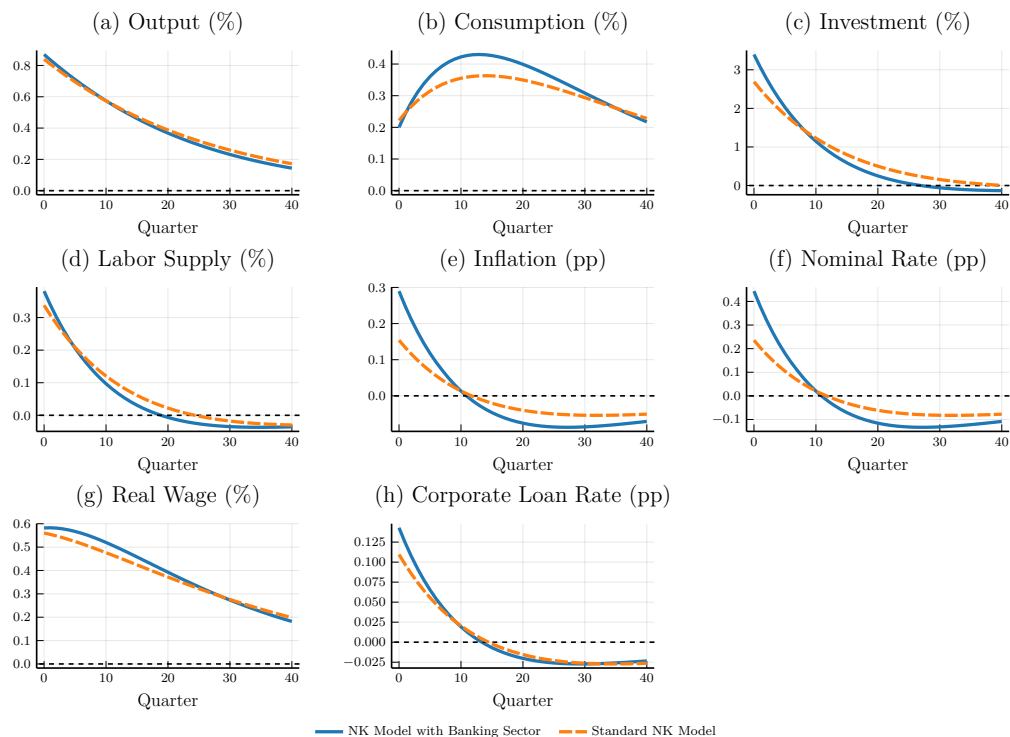 (a) Output (%)
(b) Consumption (%)
(c) Investment (%)
0.8
0.6
0.4
0.2
0.0
0 10 20 30 40
Quarter
0.4
0.3
0.2
0.1
0.0
0 10 20 30 40
Quarter
3
2
1
0
0 10 20 30 40
Quarter
(d) Labor Supply (%)
(e) Inflation (pp)
(f) Nominal Rate (pp)
0.3
0.2
0.1
0.0
0 10 20 30 40
Quarter
0.3
0.2
0.1
0.0
0 10 20 30 40
Quarter
0.4
0.3
0.2
0.1
0.0
−0.1
0 10 20 30 40
Quarter
(g) Real Wage (%)
(h) Corporate Loan Rate (pp)
0.6
0.5
0.4
0.3
0.2
0.1
0.0
0 10 20 30 40
Quarter
0.125
0.100
0.075
0.050
0.025
0.000
−0.025
0 10 20 30 40
Quarter
NK Model with Banking Sector
Standard NK Model